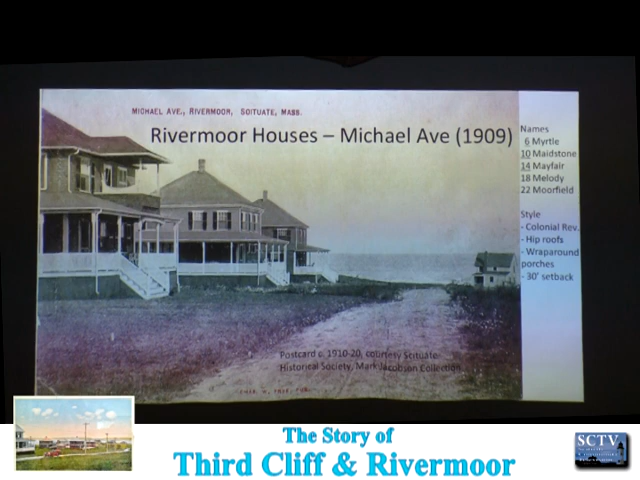 MICHAEL AVE., RIVERMOOR, SCITUATE, MASS.
Rivermoor Houses – Michael Ave (1909)
Names
6 Myrtle
10 Maidstone
14 Mayfair
18 Melody
22 Moorfield
Style
- Colonial Rev.
- Hip roofs
- Wraparound
porches
- 30' setback
Postcard c. 1910-20, courtesy Scituate
Historical Society, Mark Jacobson Collection
The Story of
Third Cliff & Rivermoor
SCTV